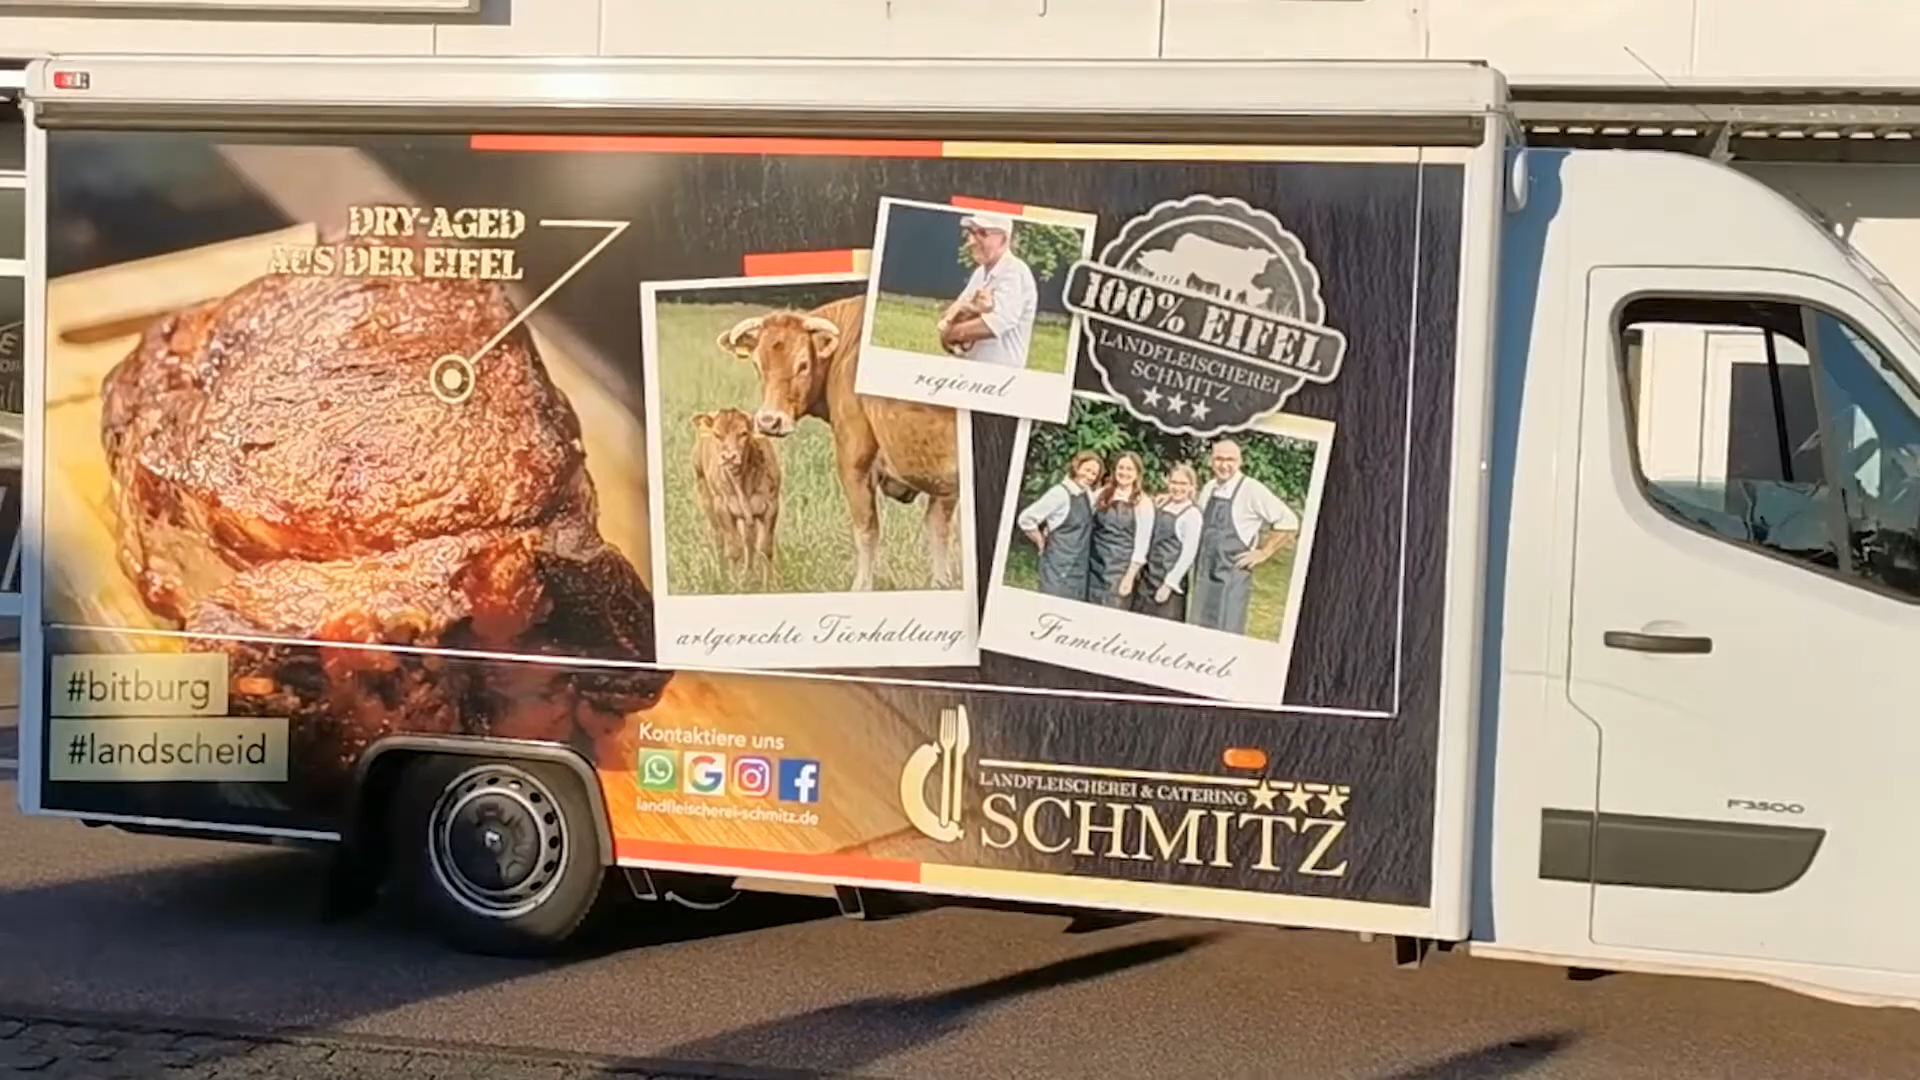 DRY-AGED
AUS DER EIFEL
regional
100% EIFEL
LANDFLEISCHEREI
SCHMITZ
artgerechte Tierhaltung
Familienbetrieb
#bitburg
#landscheid
Kontaktiere uns
landfleischerei-schmitz.de
LANDFLEISCHEREI & CATERING
SCHMITZ
F3500